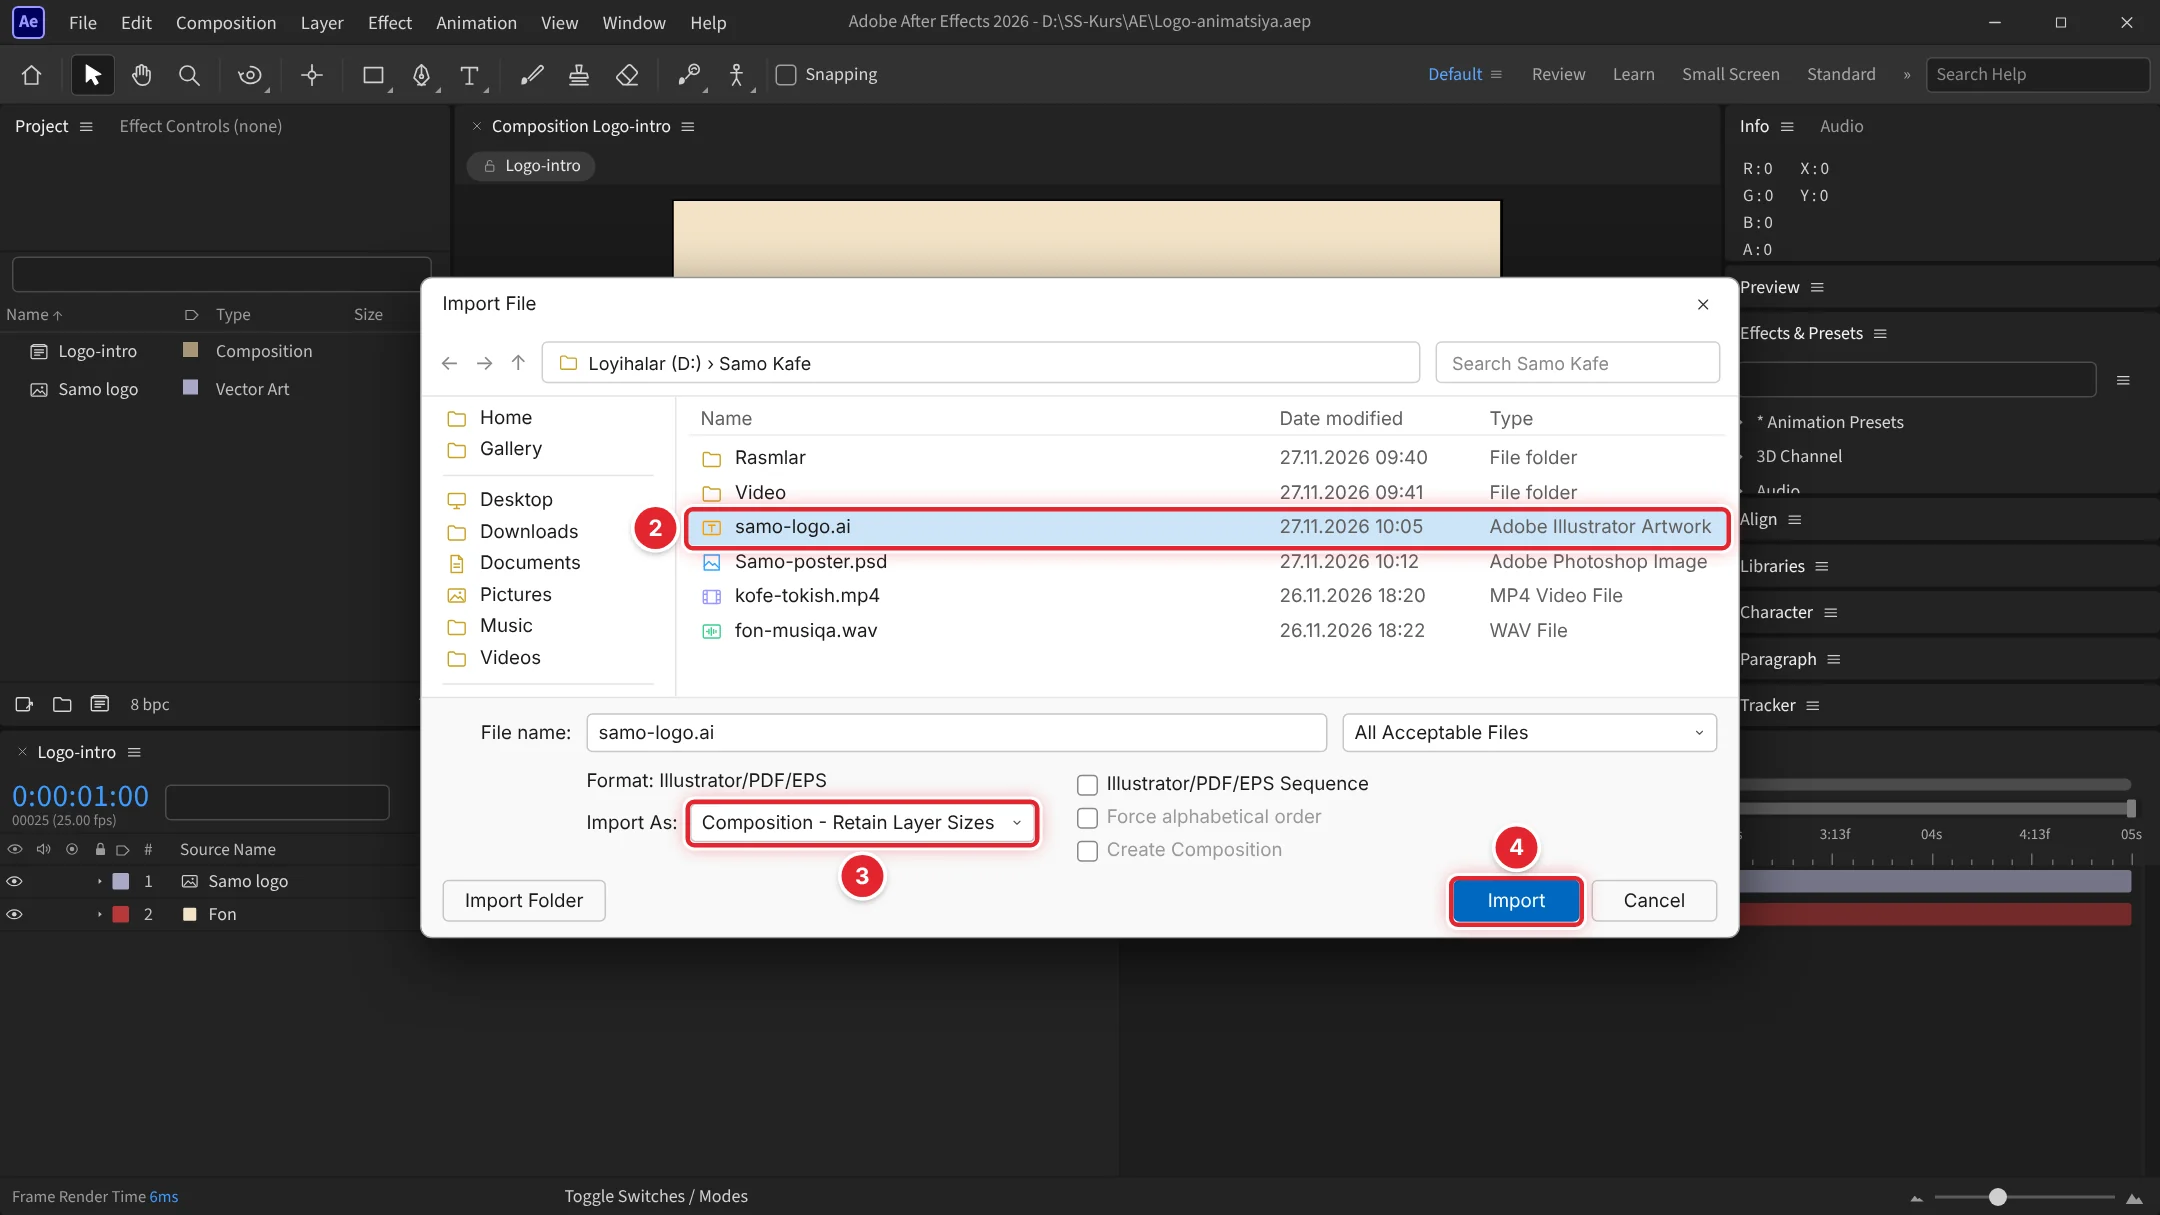 Ae File Edit Composition Layer Effect Animation View Window Help Adobe After Effects 2026 - D:\SS-Kurs\AE\Logo-animatsiya.aep
Snapping Default Review Learn Small Screen Standard » Search Help
Project Effect Controls (none)
× Composition Logo-intro
Logo-intro
Info Audio
R : 0 X : 0
G : 0 Y : 0
B : 0
A : 0
Name Type Size
Logo-intro Composition
Samo logo Vector Art
8 bpc
Import File
Loyihalar (D:) › Samo Kafe
Search Samo Kafe
Home
Gallery
Desktop
Downloads
Documents
Pictures
Music
Videos
Name Date modified Type
Rasmlar 27.11.2026 09:40 File folder
Video 27.11.2026 09:41 File folder
2 samo-logo.ai 27.11.2026 10:05 Adobe Illustrator Artwork
Samo-poster.psd 27.11.2026 10:12 Adobe Photoshop Image
kofe-tokish.mp4 26.11.2026 18:20 MP4 Video File
fon-musiqa.wav 26.11.2026 18:22 WAV File
File name: samo-logo.ai All Acceptable Files
Format: Illustrator/PDF/EPS
Import As: Composition - Retain Layer Sizes
3
Illustrator/PDF/EPS Sequence
Force alphabetical order
Create Composition
4
Import Folder Import Cancel
Preview
Effects & Presets
* Animation Presets
3D Channel
Audio
Align
Libraries
Character
Paragraph
Tracker
× Logo-intro
0:00:01:00
00025 (25.00 fps)
# Source Name
1 Samo logo
2 Fon
3:13f 04s 4:13f 05s
Frame Render Time 6ms
Toggle Switches / Modes